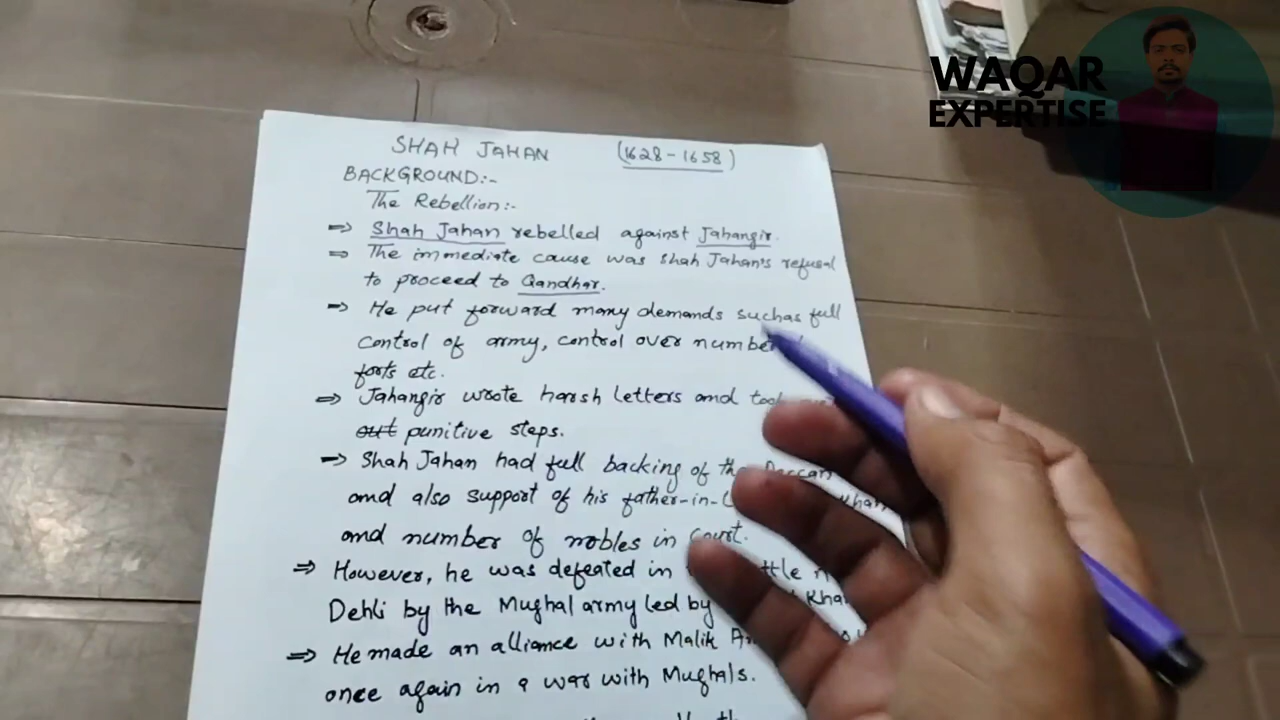 WAQAR
EXPERTISE
SHAH JAHAN (1628-1658)
BACKGROUND:-
The Rebellion:-
⇒ Shah Jahan rebelled against Jahangir.
⇒ The immediate cause was Shah Jahan's refusal
to proceed to Qandhar.
⇒ He put forward many demands suchas full
control of army, control over number
forts etc.
⇒ Jahangir wrote harsh letters and
out punitive steps.
⇒ Shah Jahan had full backing of the Deccan
and also support of his father-in- Khan
and number of nobles in court.
⇒ However, he was defeated in
Dehli by the Mughal army led by Khan
⇒ He made an alliance with Malik
once again in a war with Mughals.